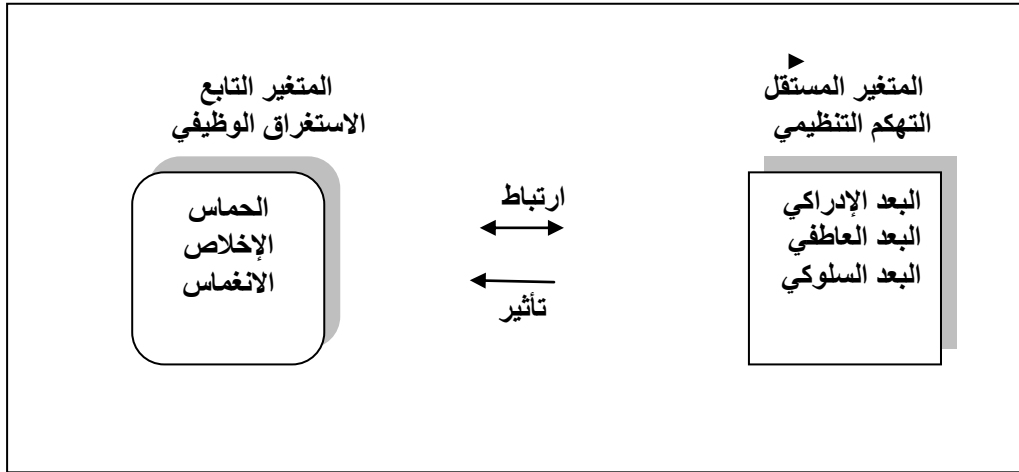 المتغير المستقل
التهكم التنظيمي
البعد الإدراكي
البعد العاطفي
البعد السلوكي
ارتباط
تأثير
المتغير التابع
الاستغراق الوظيفي
الحماس
الإخلاص
الانغماس